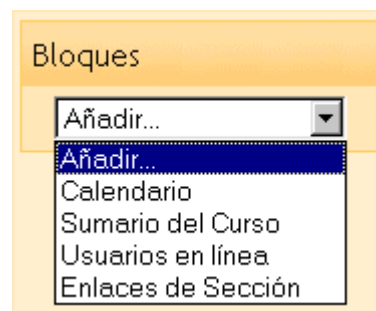 Bloques
Añadir...
Añadir...
Calendario
Sumario del Curso
Usuarios en línea
Enlaces de Sección